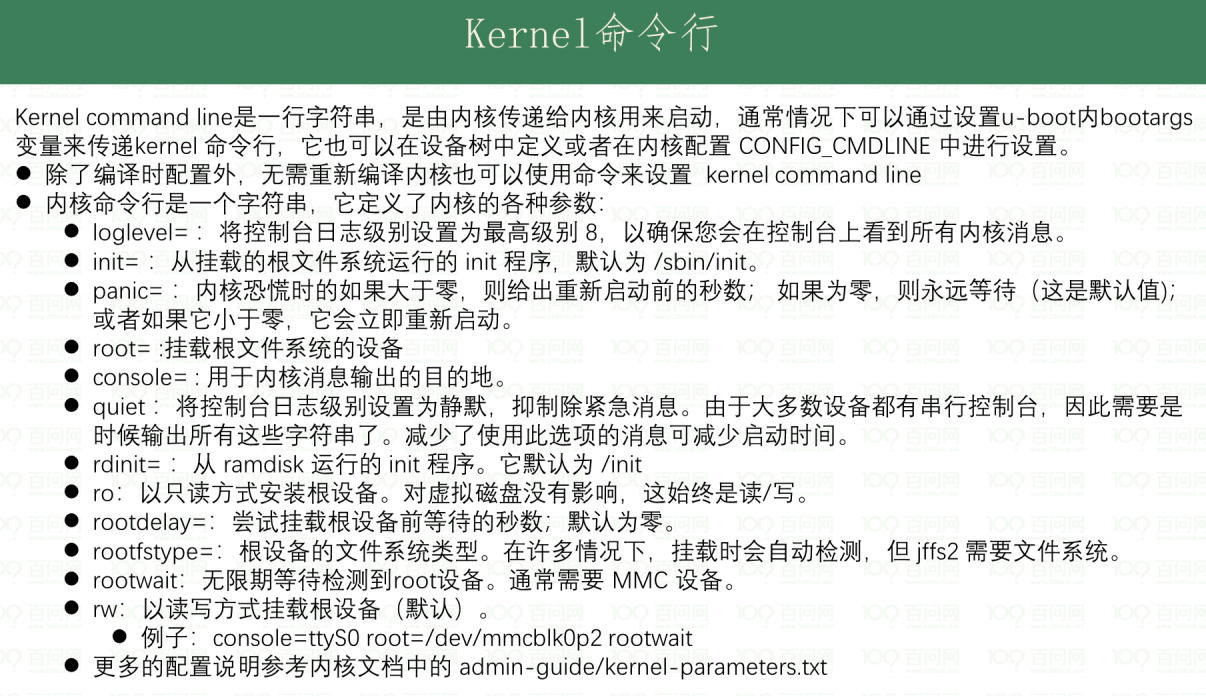 Kernel命令行
Kernel command line是一行字符串，是由内核传递给内核用来启动，通常情况下可以通过设置u-boot内bootargs
变量来传递kernel 命令行，它也可以在设备树中定义或者在内核配置 CONFIG_CMDLINE 中进行设置。
● 除了编译时配置外，无需重新编译内核也可以使用命令来设置 kernel command line
● 内核命令行是一个字符串，它定义了内核的各种参数：
● loglevel= ：将控制台日志级别设置为最高级别 8，以确保您会在控制台上看到所有内核消息。
● init= ：从挂载的根文件系统运行的 init 程序，默认为 /sbin/init。
● panic= ：内核恐慌时的如果大于零，则给出重新启动前的秒数； 如果为零，则永远等待（这是默认值);
或者如果它小于零，它会立即重新启动。
● root= :挂载根文件系统的设备
● console= : 用于内核消息输出的目的地。
● quiet ：将控制台日志级别设置为静默，抑制除紧急消息。由于大多数设备都有串行控制台，因此需要是
时候输出所有这些字符串了。减少了使用此选项的消息可减少启动时间。
● rdinit= ：从 ramdisk 运行的 init 程序。它默认为 /init
● ro：以只读方式安装根设备。对虚拟磁盘没有影响，这始终是读/写。
● rootdelay=：尝试挂载根设备前等待的秒数；默认为零。
● rootfstype=：根设备的文件系统类型。在许多情况下，挂载时会自动检测，但 jffs2 需要文件系统。
● rootwait：无限期等待检测到root设备。通常需要 MMC 设备。
● rw：以读写方式挂载根设备（默认）。
● 例子：console=ttyS0 root=/dev/mmcblk0p2 rootwait
● 更多的配置说明参考内核文档中的 admin-guide/kernel-parameters.txt